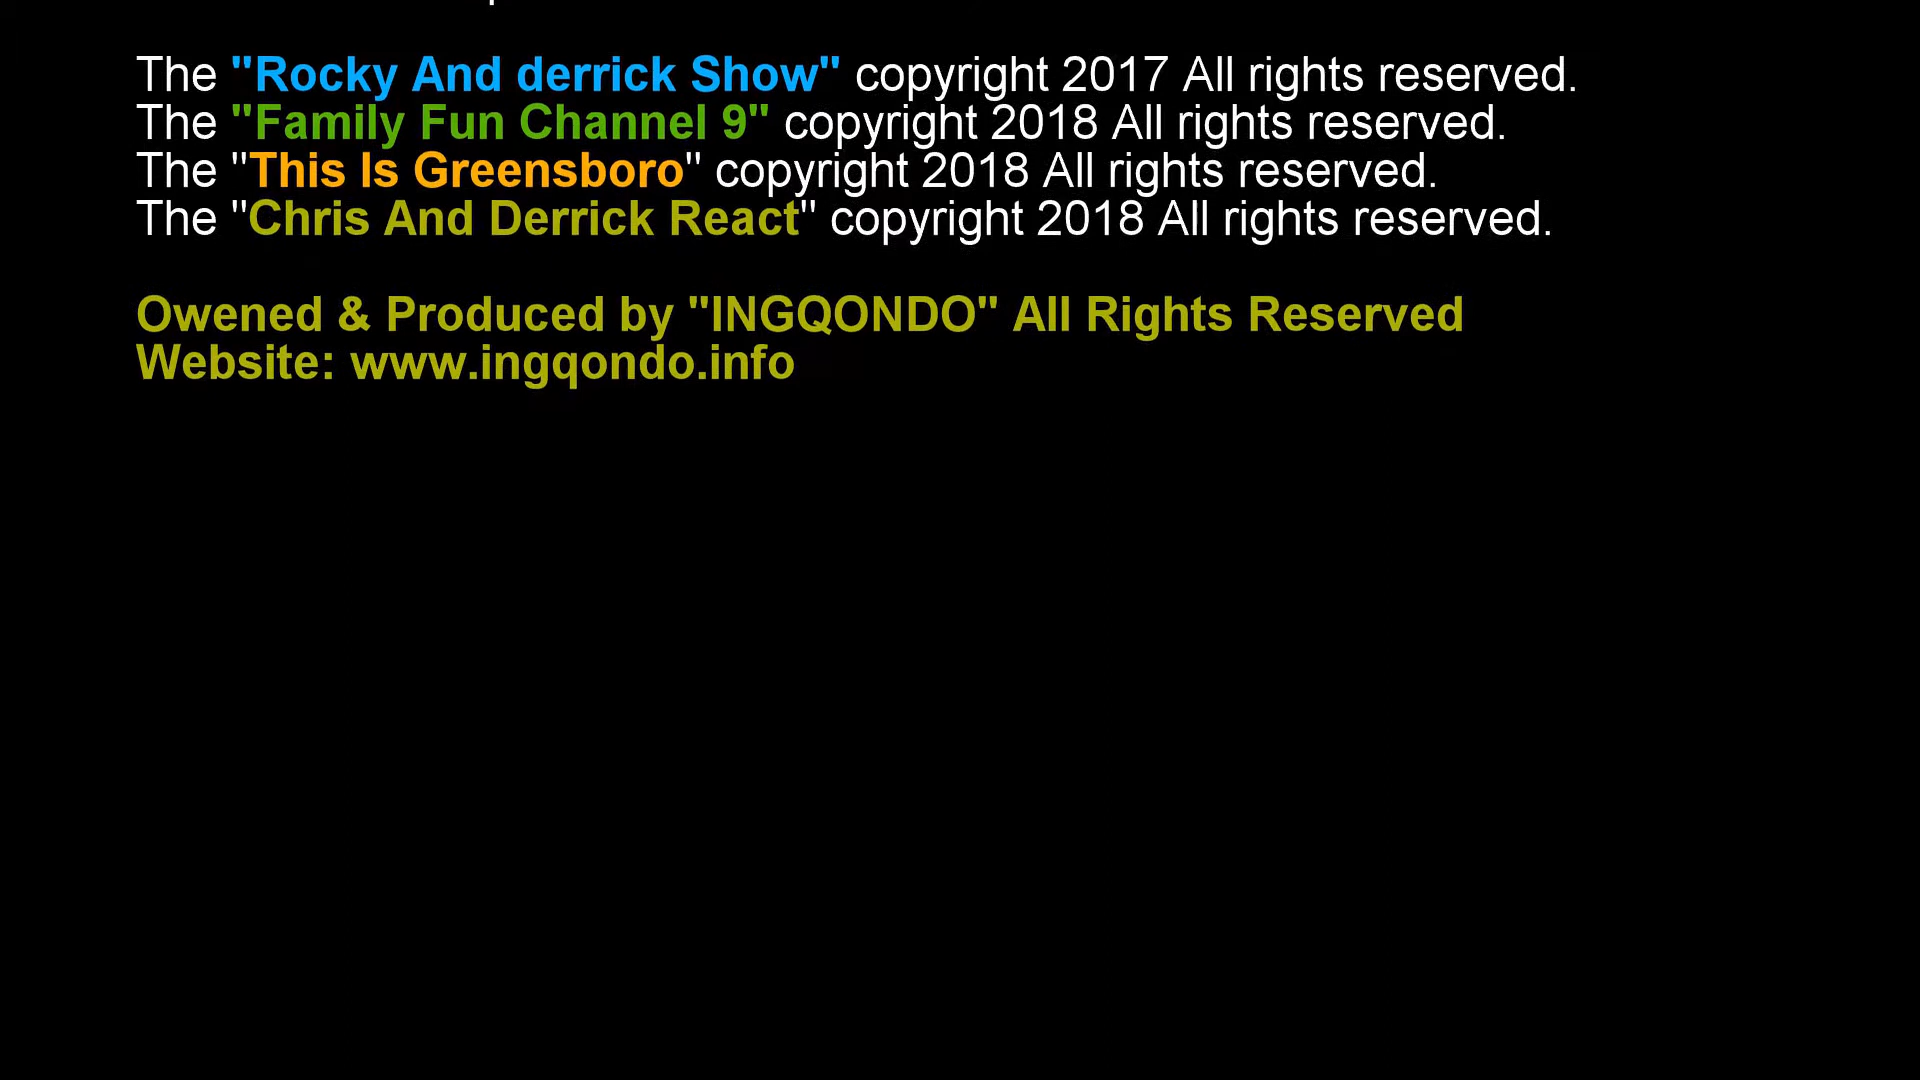 The "Rocky And derrick Show" copyright 2017 All rights reserved.
The "Family Fun Channel 9" copyright 2018 All rights reserved.
The "This Is Greensboro" copyright 2018 All rights reserved.
The "Chris And Derrick React" copyright 2018 All rights reserved.
Owened & Produced by "INGQONDO" All Rights Reserved
Website: www.ingqondo.info